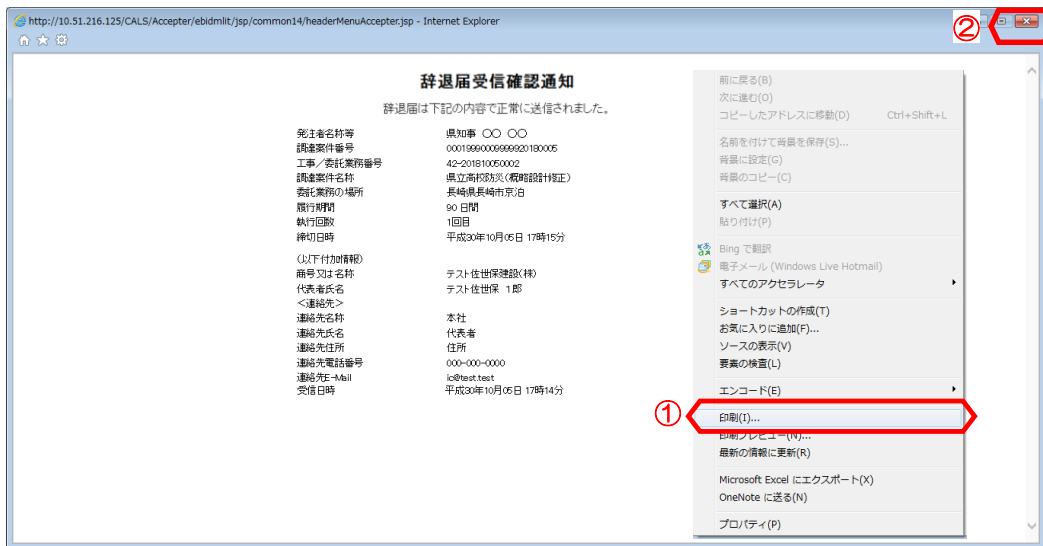 http://10.51.216.125/CALS/Accepter/ebidmlit/jsp/common14/headerMenuAccepter.jsp - Internet Explorer
②
辞退届受信確認通知
辞退届は下記の内容で正常に送信されました。
発注者名称等 県知事 〇〇 〇〇
調達案件番号 0001999000999992018​0005
工事/委託業務番号 42-201810050002
調達案件名称 県立高校防災(概略設計修正)
委託業務の場所 長崎県長崎市京泊
履行期間 90 日間
執行回数 1回目
締切日時 平成30年10月05日 17時15分
(以下付加情報)
商号又は名称 テスト佐世保建設(株)
代表者氏名 テスト佐世保 1郎
<連絡先>
連絡先名称 本社
連絡先氏名 代表者
連絡先住所 住所
連絡先電話番号 000-000-0000
連絡先E-Mail ic@test.test
受信日時 平成30年10月05日 17時14分
前に戻る(B)
次に進む(O)
コピーしたアドレスに移動(D) Ctrl+Shift+L
名前を付けて背景を保存(S)...
背景に設定(G)
背景のコピー(C)
すべて選択(A)
貼り付け(P)
Bing で翻訳
電子メール (Windows Live Hotmail)
すべてのアクセラレータ
ショートカットの作成(T)
お気に入りに追加(F)...
ソースの表示(V)
要素の検査(L)
エンコード(E)
①
印刷(I)...
印刷プレビュー(N)...
最新の情報に更新(R)
Microsoft Excel にエクスポート(X)
OneNote に送る(N)
プロパティ(P)